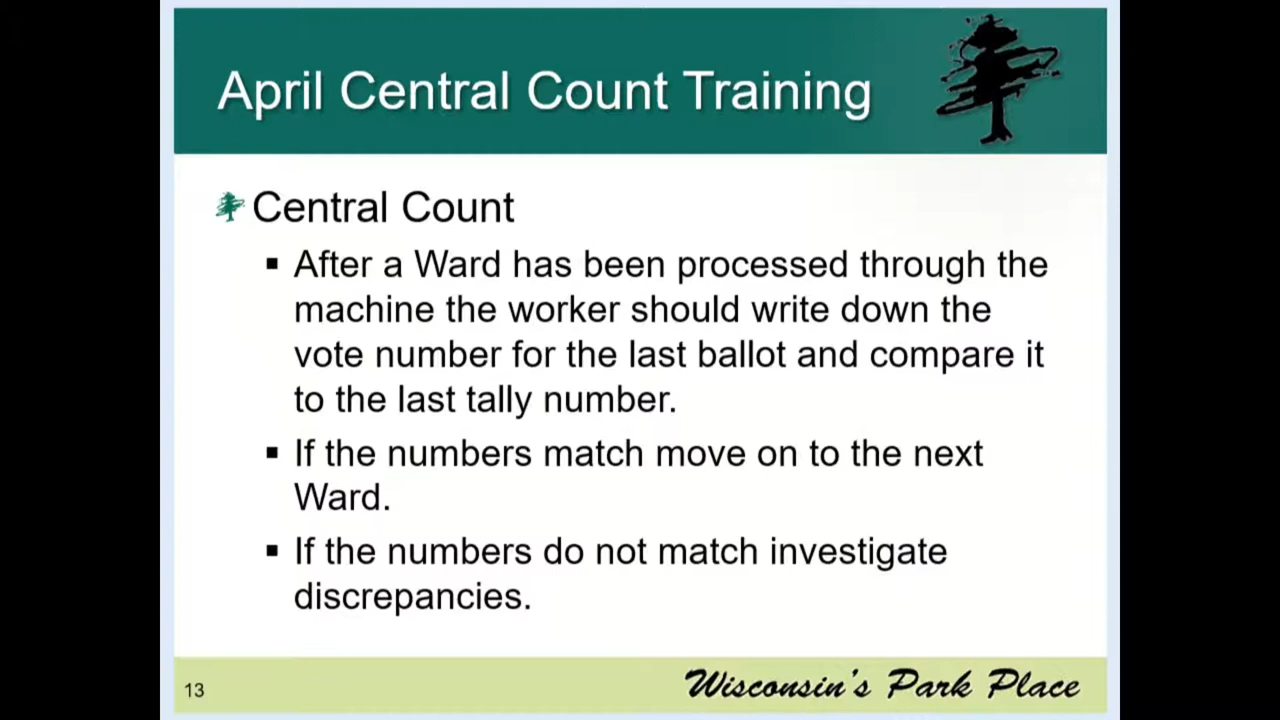 April Central Count Training
Central Count
▪ After a Ward has been processed through the
machine the worker should write down the
vote number for the last ballot and compare it
to the last tally number.
▪ If the numbers match move on to the next
Ward.
▪ If the numbers do not match investigate
discrepancies.
13
Wisconsin's Park Place